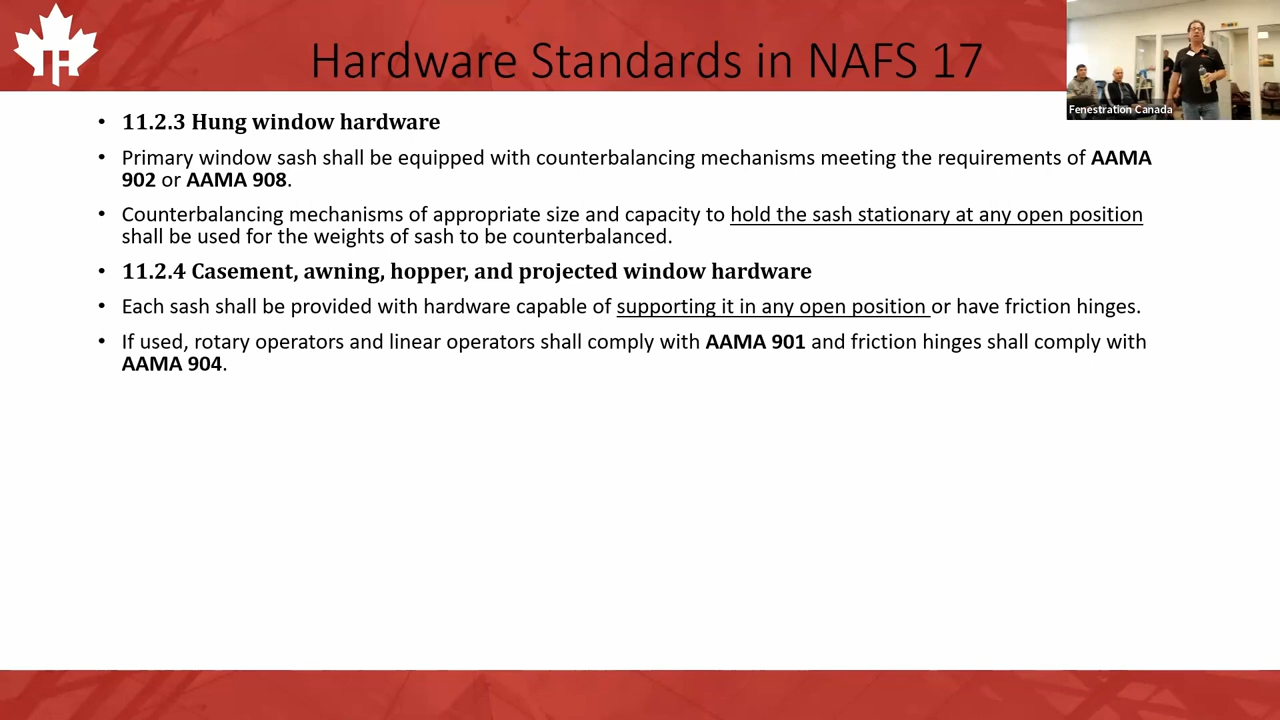 Hardware Standards in NAFS 17
Fenestration Canada
• 11.2.3 Hung window hardware
• Primary window sash shall be equipped with counterbalancing mechanisms meeting the requirements of AAMA
902 or AAMA 908.
• Counterbalancing mechanisms of appropriate size and capacity to hold the sash stationary at any open position
shall be used for the weights of sash to be counterbalanced.
• 11.2.4 Casement, awning, hopper, and projected window hardware
• Each sash shall be provided with hardware capable of supporting it in any open position or have friction hinges.
• If used, rotary operators and linear operators shall comply with AAMA 901 and friction hinges shall comply with
AAMA 904.